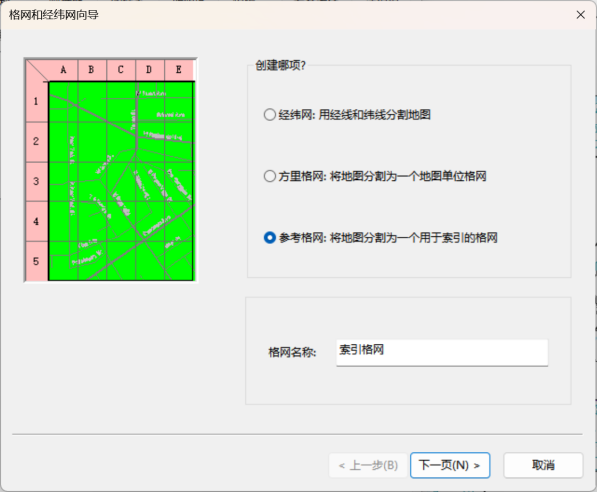 格网和经纬网向导
A B C D E
1
2
3
4
5
创建哪项?
经纬网: 用经线和纬线分割地图
方里格网: 将地图分割为一个地图单位格网
参考格网: 将地图分割为一个用于索引的格网
格网名称:
索引格网
< 上一步(B)
下一页(N) >
取消